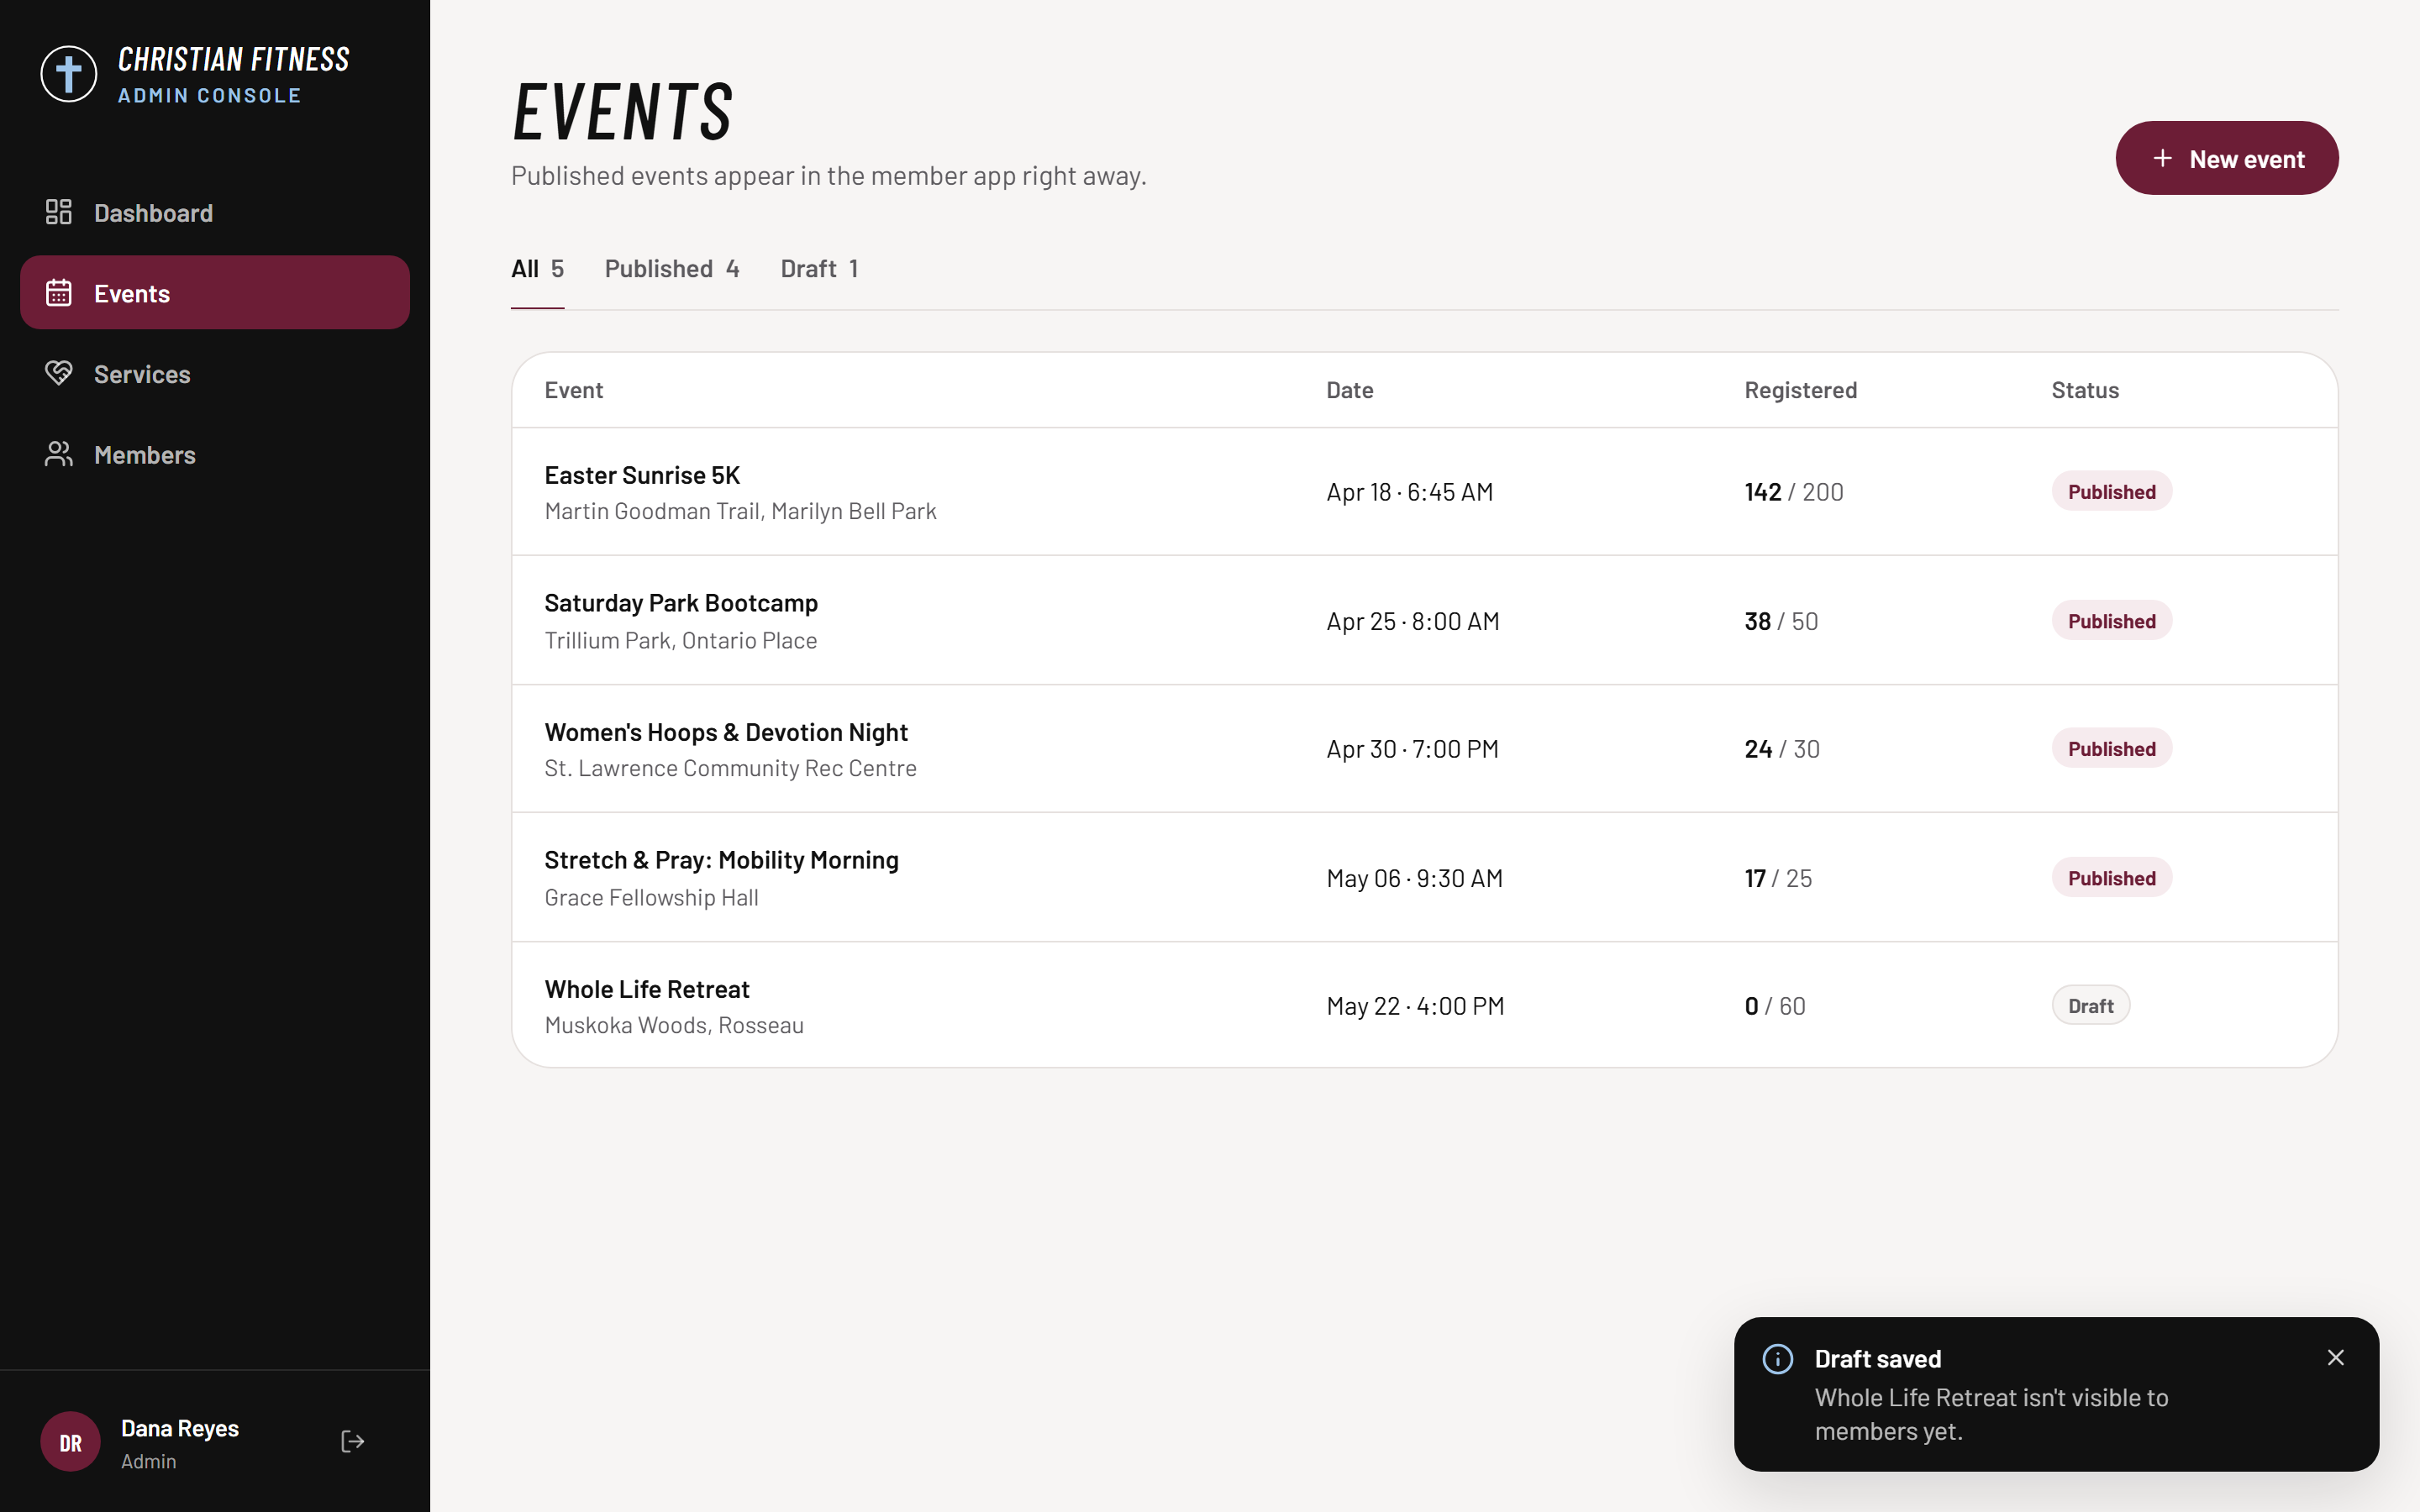 CHRISTIAN FITNESS
ADMIN CONSOLE
Dashboard
Events
Services
Members
DR
Dana Reyes
Admin
EVENTS
Published events appear in the member app right away.
New event
All 5
Published 4
Draft 1
Event Date Registered Status
Easter Sunrise 5K
Martin Goodman Trail, Marilyn Bell Park
Apr 18 · 6:45 AM
142 / 200
Published
Saturday Park Bootcamp
Trillium Park, Ontario Place
Apr 25 · 8:00 AM
38 / 50
Published
Women's Hoops & Devotion Night
St. Lawrence Community Rec Centre
Apr 30 · 7:00 PM
24 / 30
Published
Stretch & Pray: Mobility Morning
Grace Fellowship Hall
May 06 · 9:30 AM
17 / 25
Published
Whole Life Retreat
Muskoka Woods, Rosseau
May 22 · 4:00 PM
0 / 60
Draft
Draft saved
Whole Life Retreat isn't visible to
members yet.